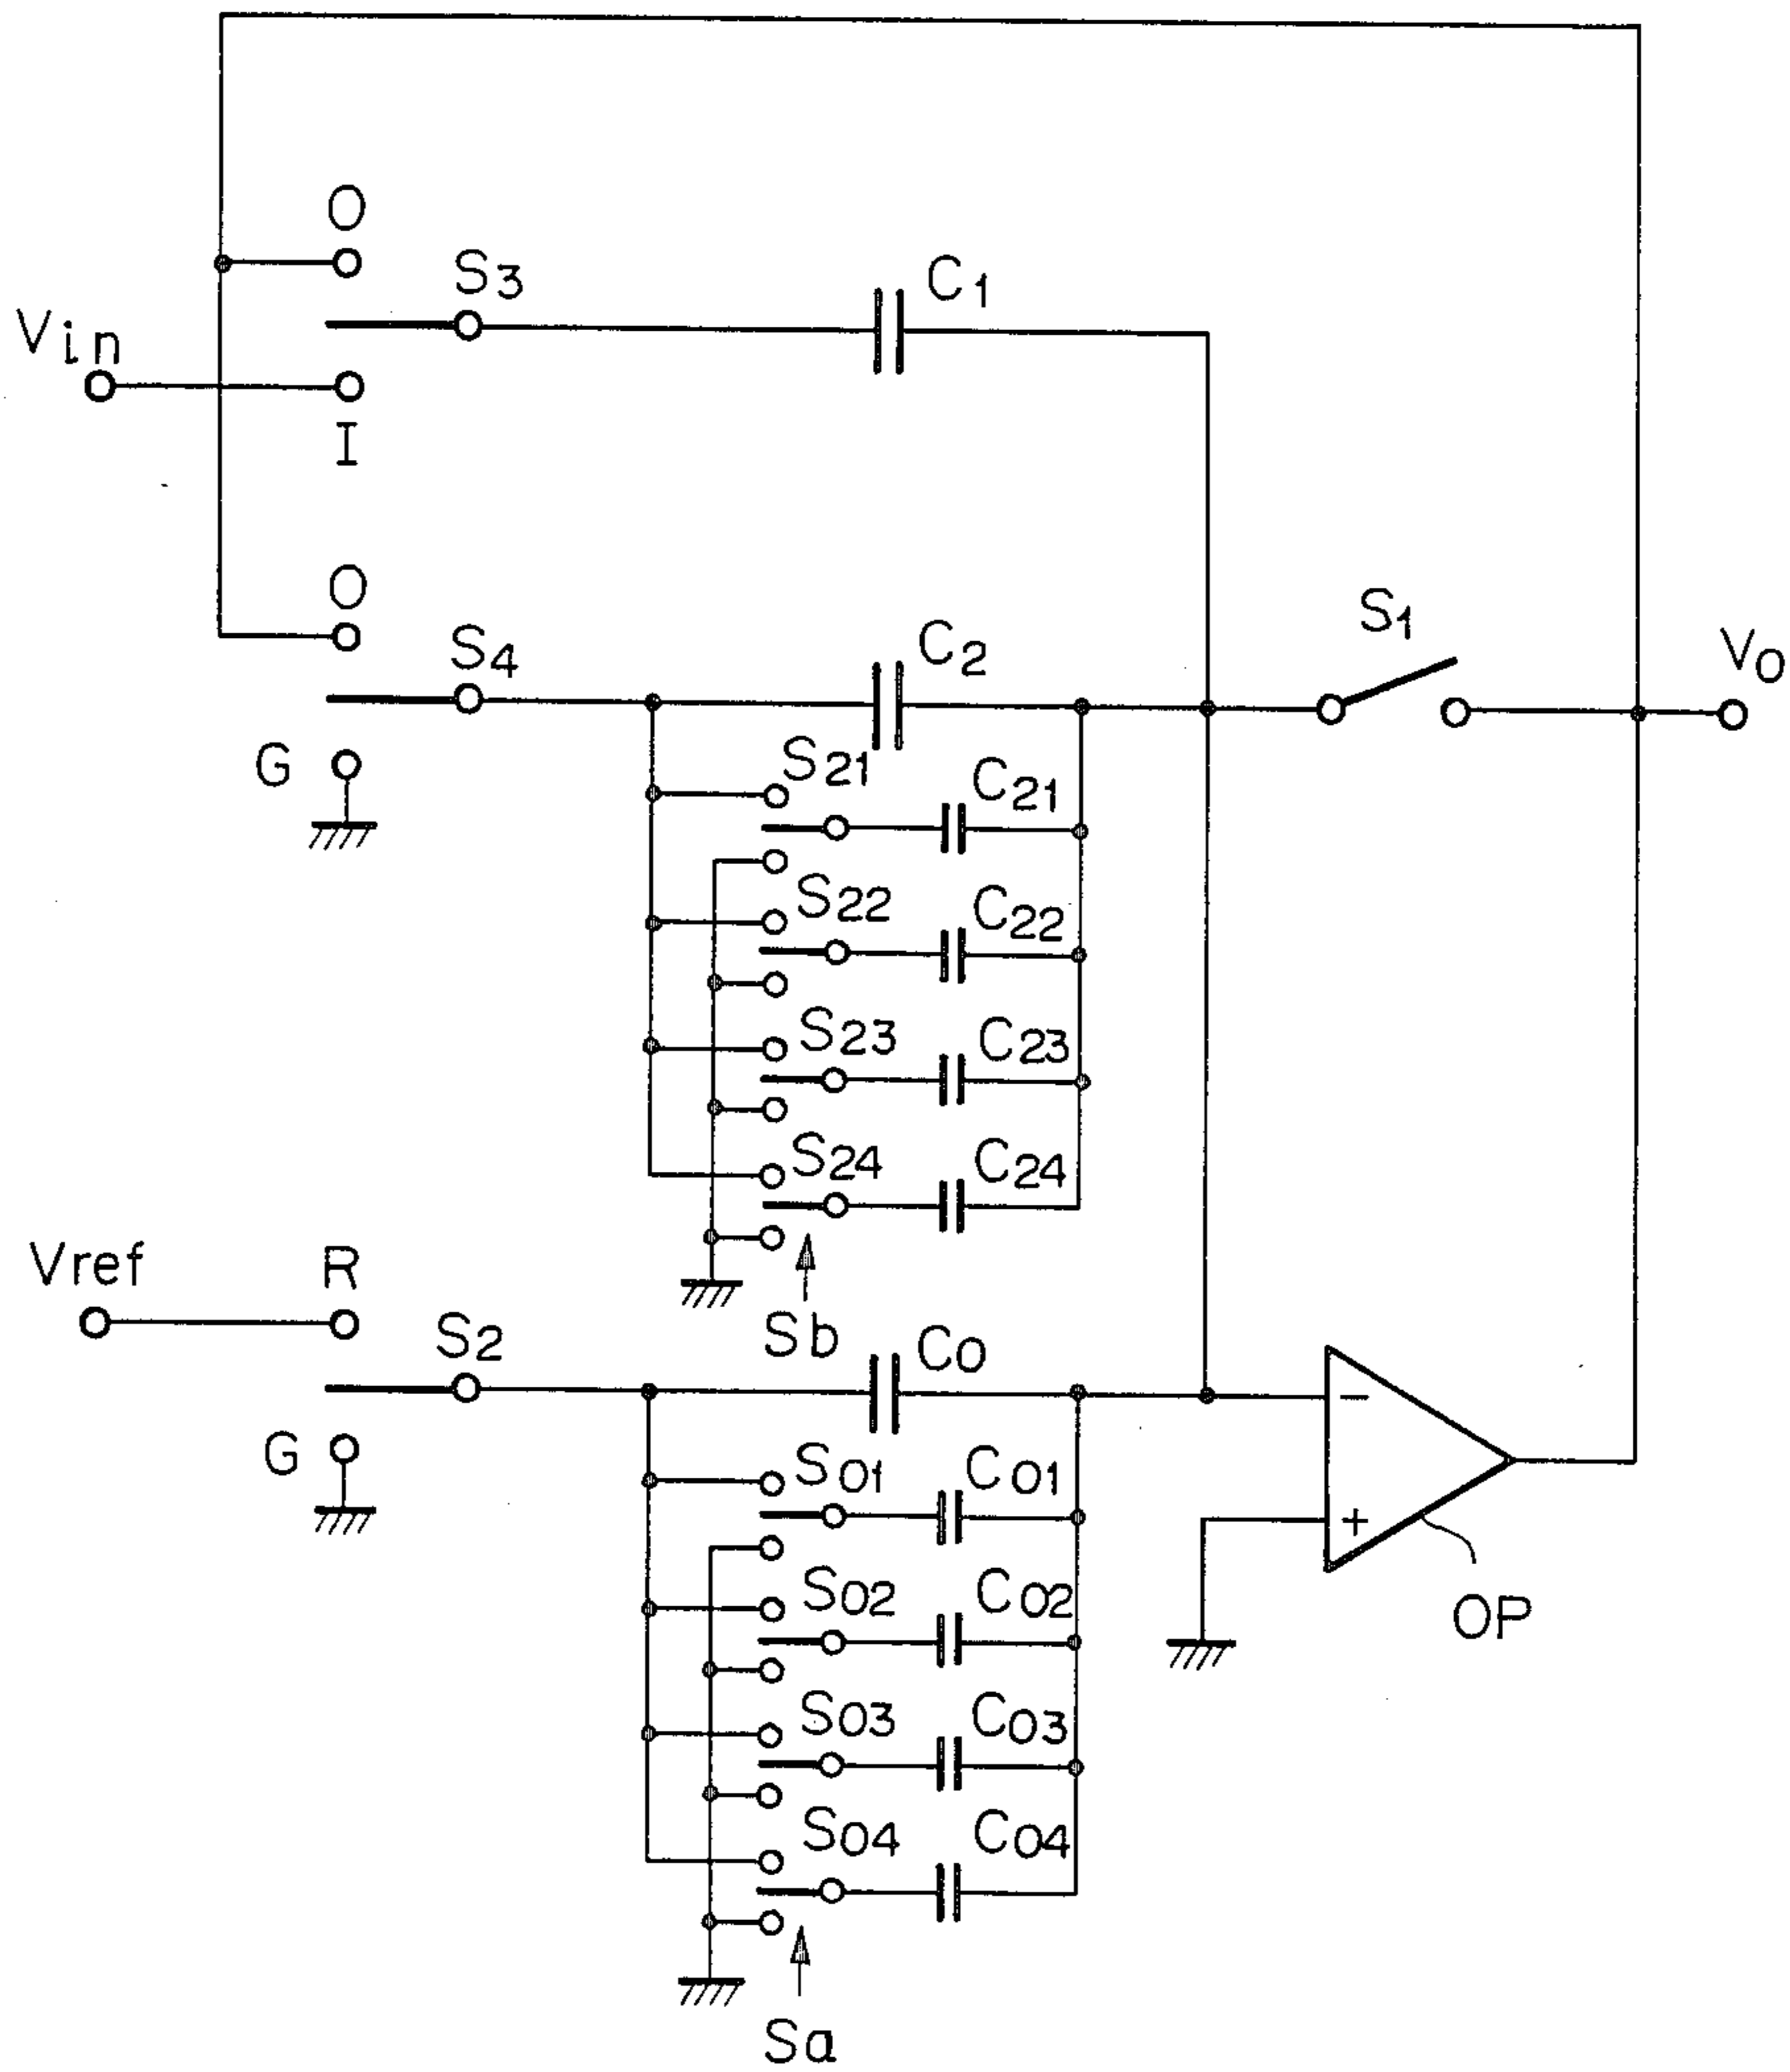 O
S3
C1
Vin
I
O
S4
C2
S1
VO
G
S21
C21
S22
C22
S23
C23
S24
C24
Vref
R
Sb
S2
CO
−
G
SO1
CO1
+
SO2
CO2
OP
SO3
CO3
SO4
CO4
Sa